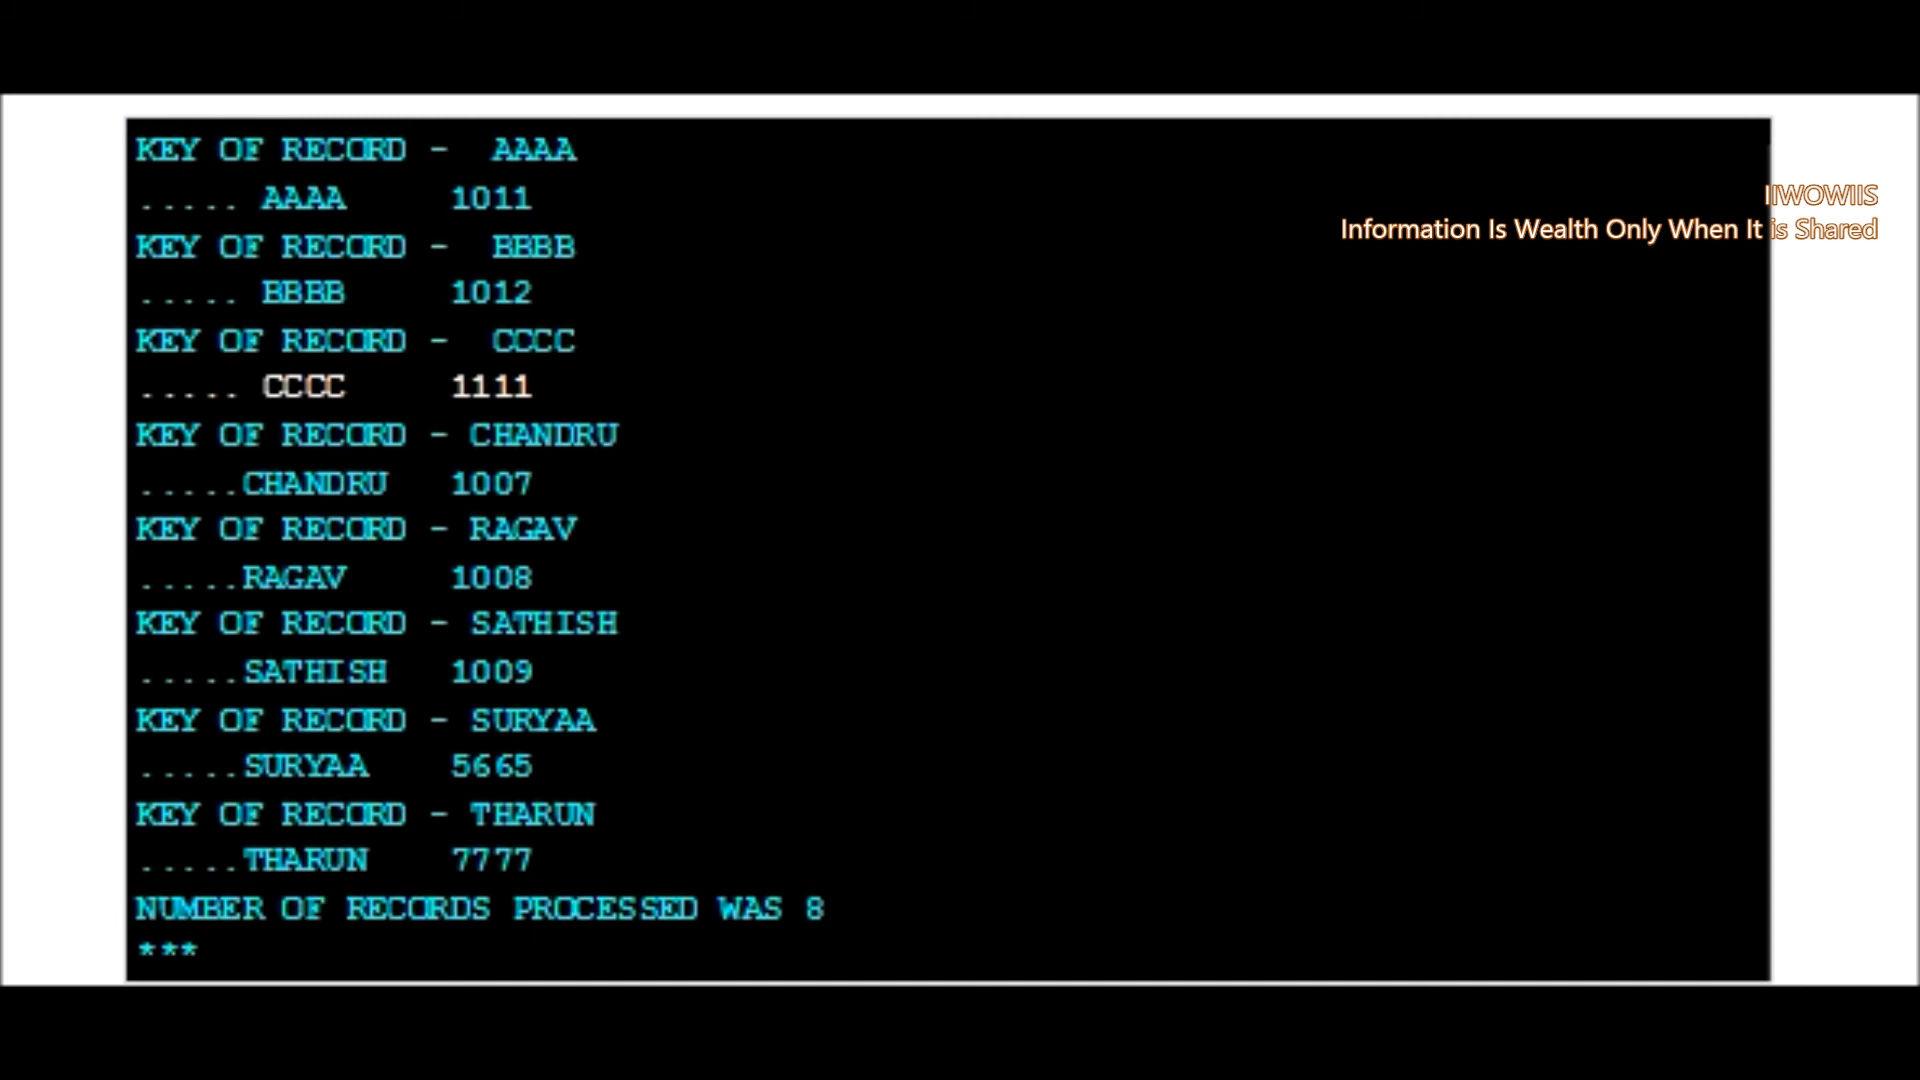 KEY OF RECORD -  AAAA
..... AAAA     1011
KEY OF RECORD -  BBBB
..... BBBB     1012
KEY OF RECORD -  CCCC
..... CCCC     1111
KEY OF RECORD - CHANDRU
.....CHANDRU   1007
KEY OF RECORD - RAGAV
.....RAGAV     1008
KEY OF RECORD - SATHISH
.....SATHISH   1009
KEY OF RECORD - SURYAA
.....SURYAA    5665
KEY OF RECORD - THARUN
.....THARUN    7777
NUMBER OF RECORDS PROCESSED WAS 8
***
IIWOWIIS
Information Is Wealth Only When It is Shared